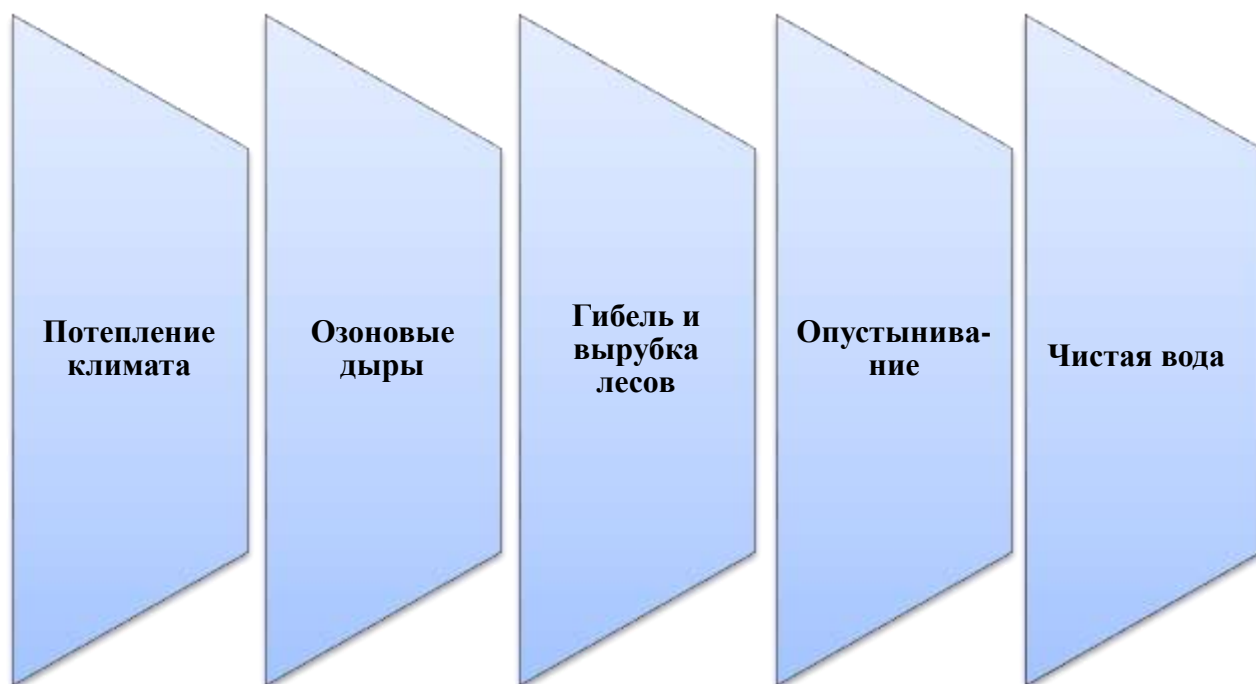 Потепление
климата
Озоновые
дыры
Гибель и
вырубка
лесов
Опустынива-
ние
Чистая вода